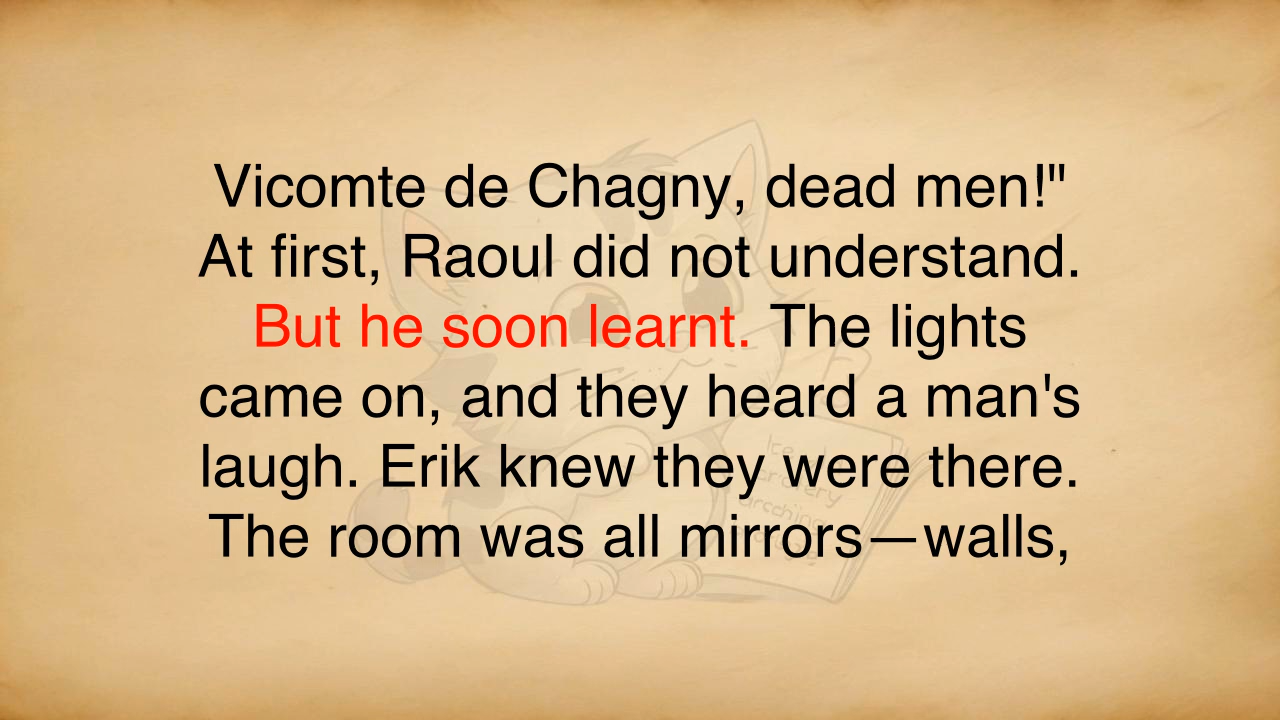 Vicomte de Chagny, dead men!"
At first, Raoul did not understand.
But he soon learnt. The lights
came on, and they heard a man's
laugh. Erik knew they were there.
The room was all mirrors—walls,